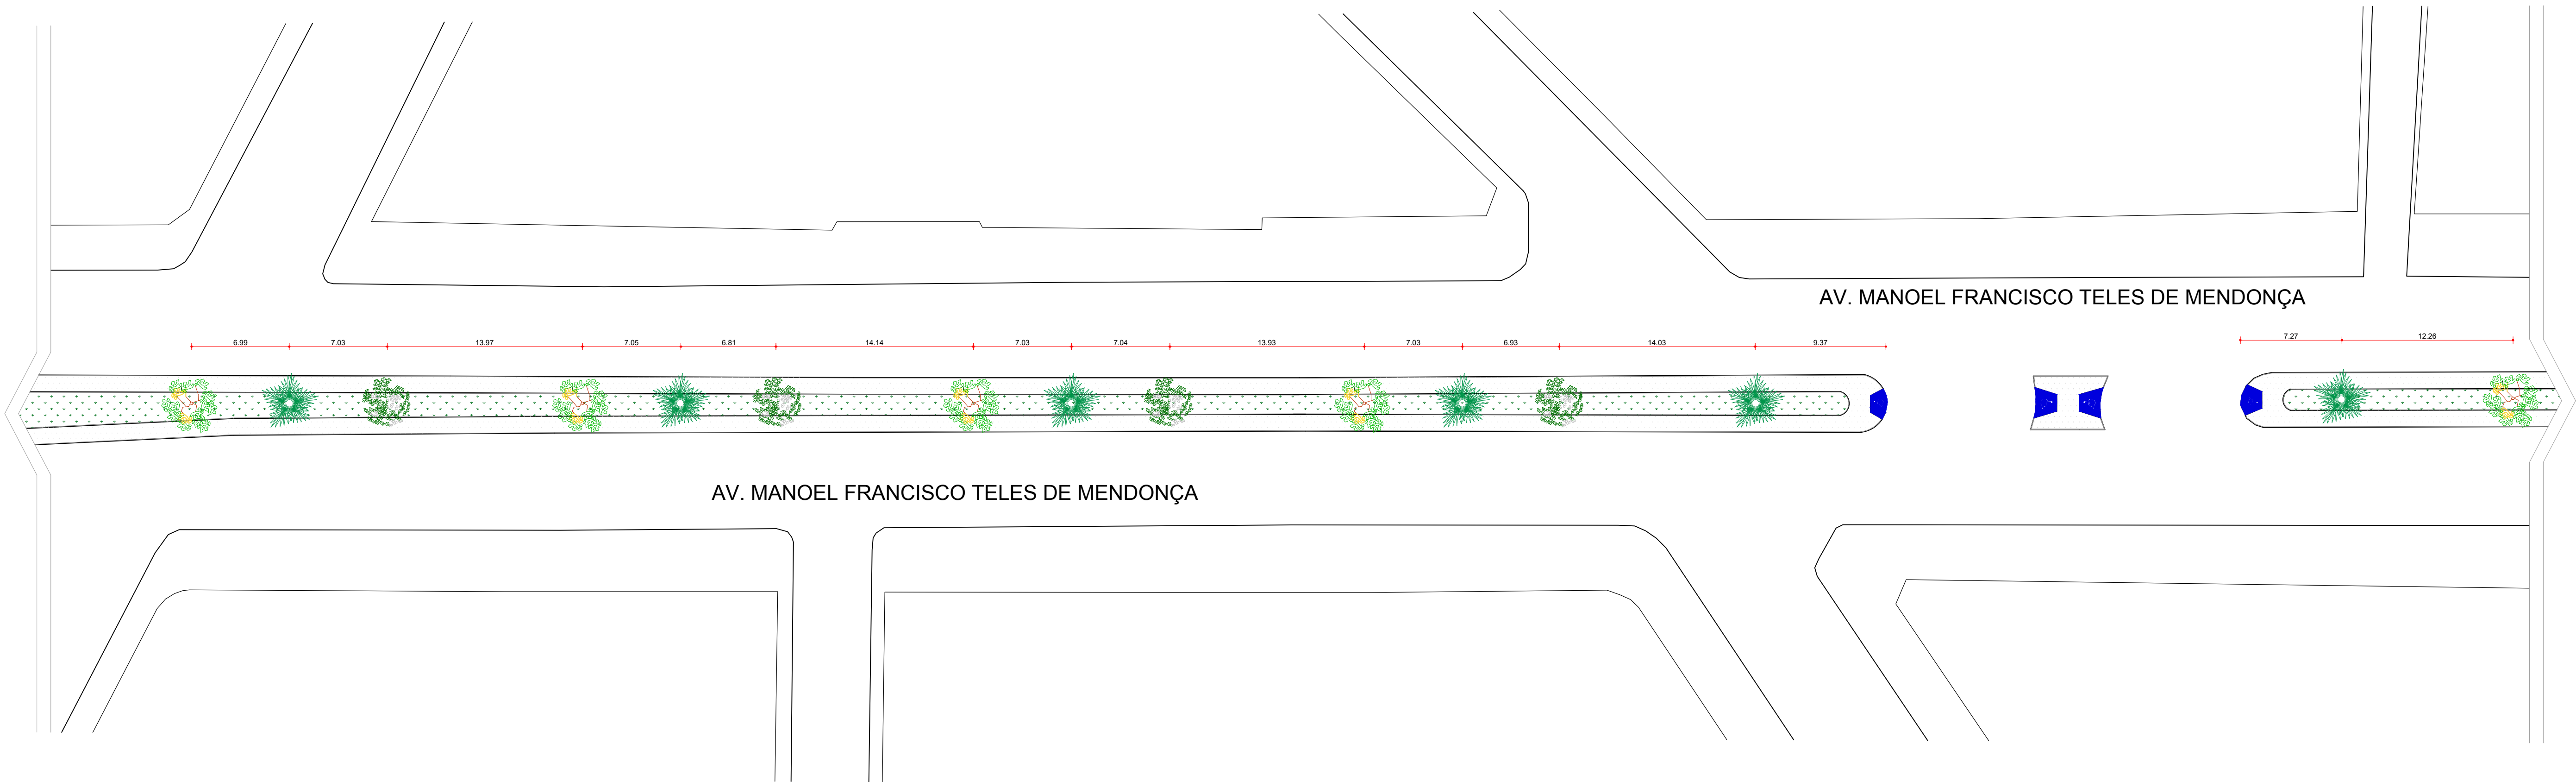 AV. MANOEL FRANCISCO TELES DE MENDONÇA
7.27 12.26
6.99 7.03 13.97 7.05 6.81 14.14 7.03 7.04 13.93 7.03 6.93 14.03 9.37
AV. MANOEL FRANCISCO TELES DE MENDONÇA